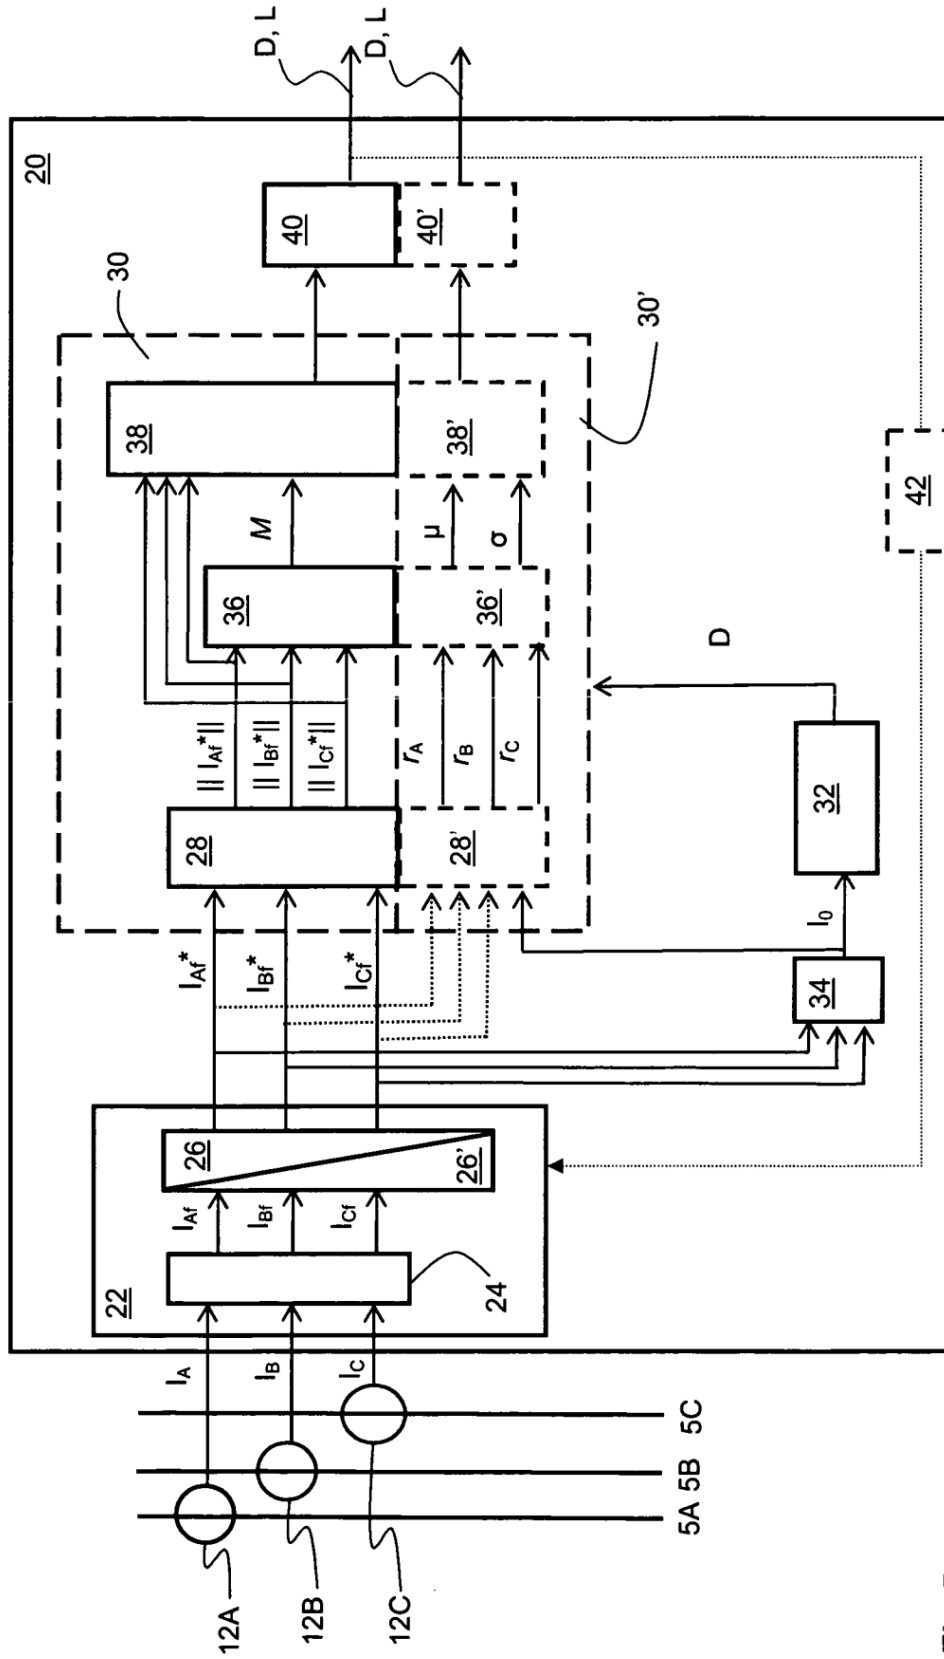 20
D, L
D, L
30
40
40'
38
38'
30'
M
μ
σ
36
36'
|| I_Af* ||
|| I_Bf* ||
|| I_Cf* ||
r_A
r_B
r_C
28
28'
D
42
32
I_0
34
I_Af*
I_Bf*
I_Cf*
26
26'
I_Af
I_Bf
I_Cf
22
24
I_A
I_B
I_C
5A 5B 5C
12A
12B
12C